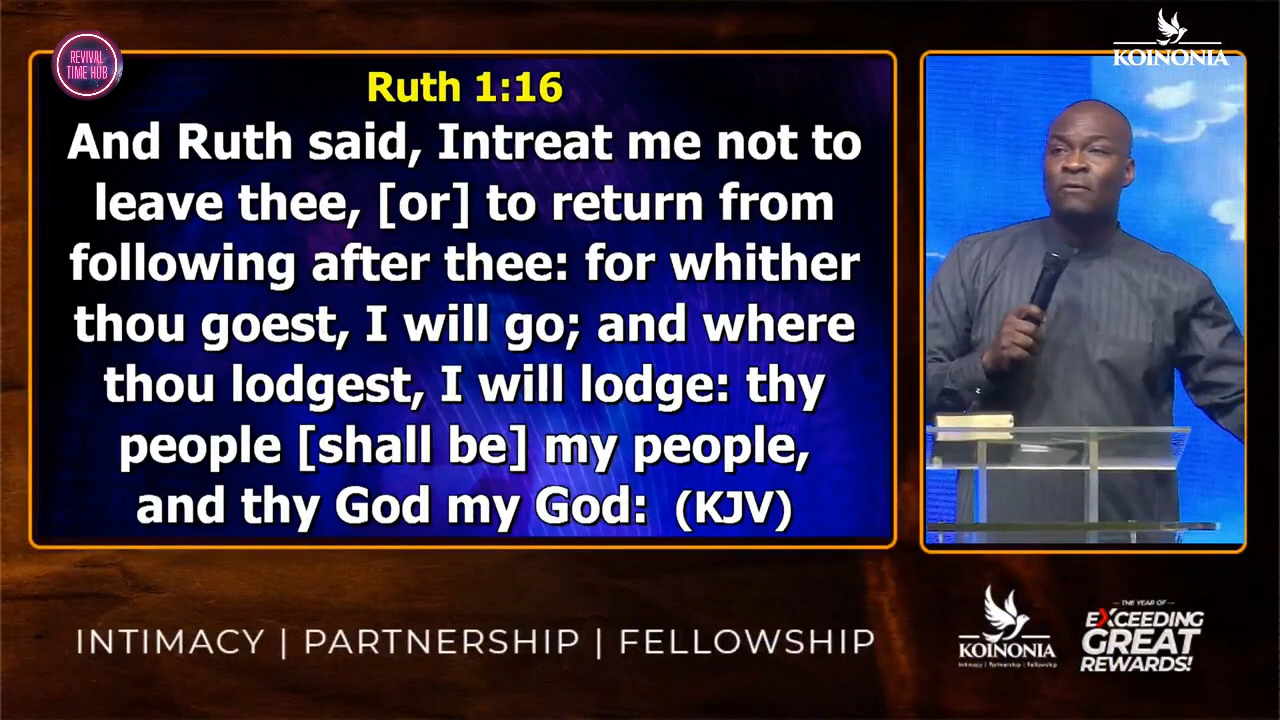 REVIVAL
TIME HUB
KOINONIA
Ruth 1:16
And Ruth said, Intreat me not to
leave thee, [or] to return from
following after thee: for whither
thou goest, I will go; and where
thou lodgest, I will lodge: thy
people [shall be] my people,
and thy God my God: (KJV)
INTIMACY | PARTNERSHIP | FELLOWSHIP
KOINONIA
Intimacy | Partnership | Fellowship
THE YEAR OF
EXCEEDING
GREAT
REWARDS!